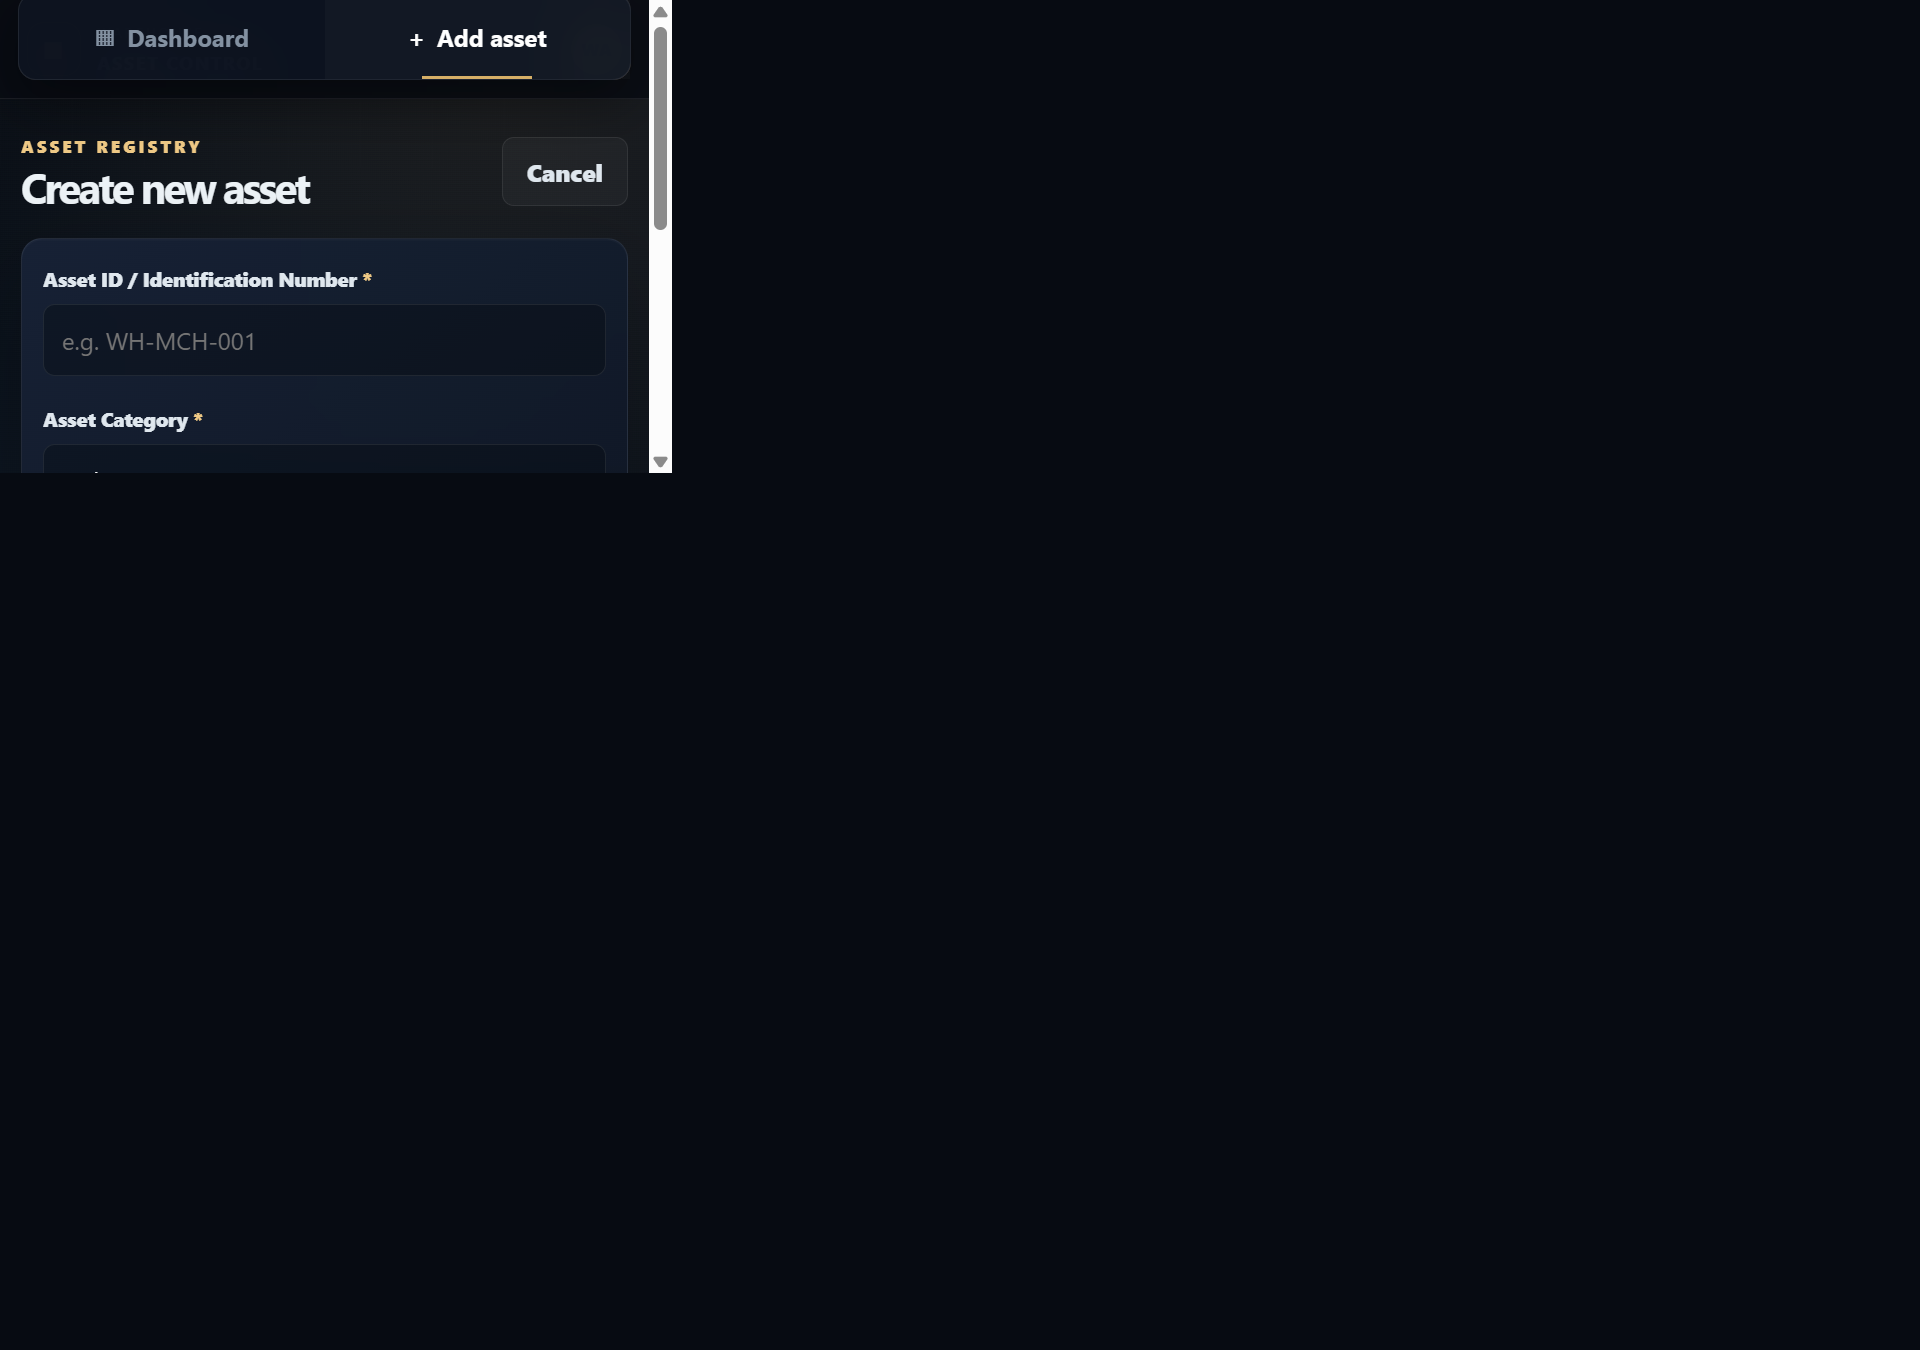 Dashboard
+ Add asset
ASSET REGISTRY
Create new asset
Cancel
Asset ID / Identification Number *
e.g. WH-MCH-001
Asset Category *